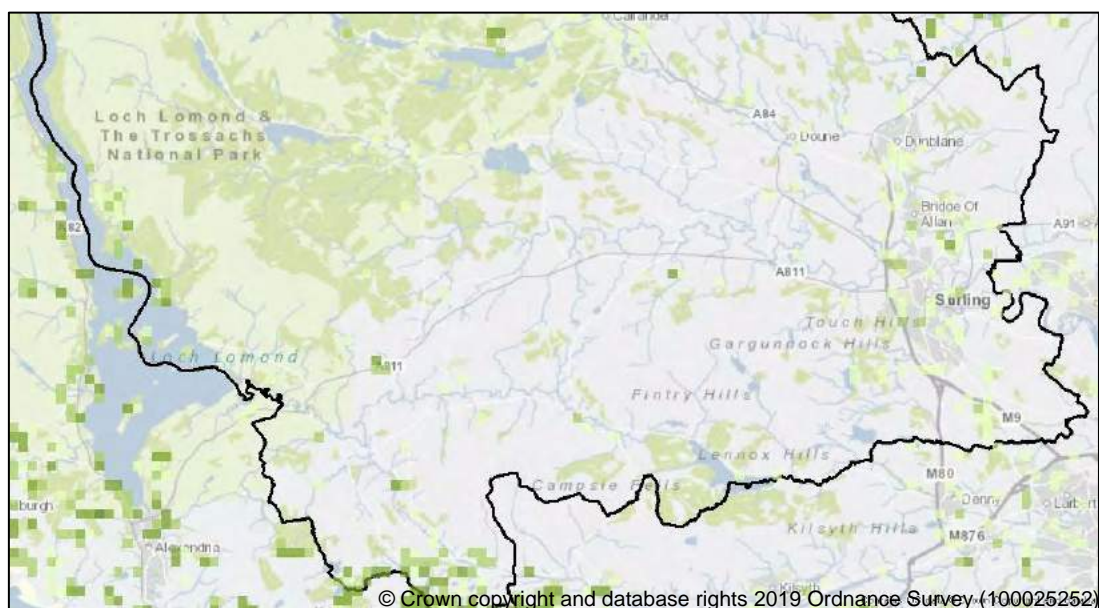 Callander
Loch Lomond &
The Trossachs
National Park
A84
Doune
Dunblane
A82
Bridge Of
Allan
A91
A811
Stirling
Touch Hills
Gargunnock Hills
Loch Lomond
A811
Fintry Hills
M9
Lennox Hills
Campsie Fells
M80
Denny
Larbert
lburgh
Kilsyth Hills
M876
Alexandria
Kilsyth
© Crown copyright and database rights 2019 Ordnance Survey (100025252)